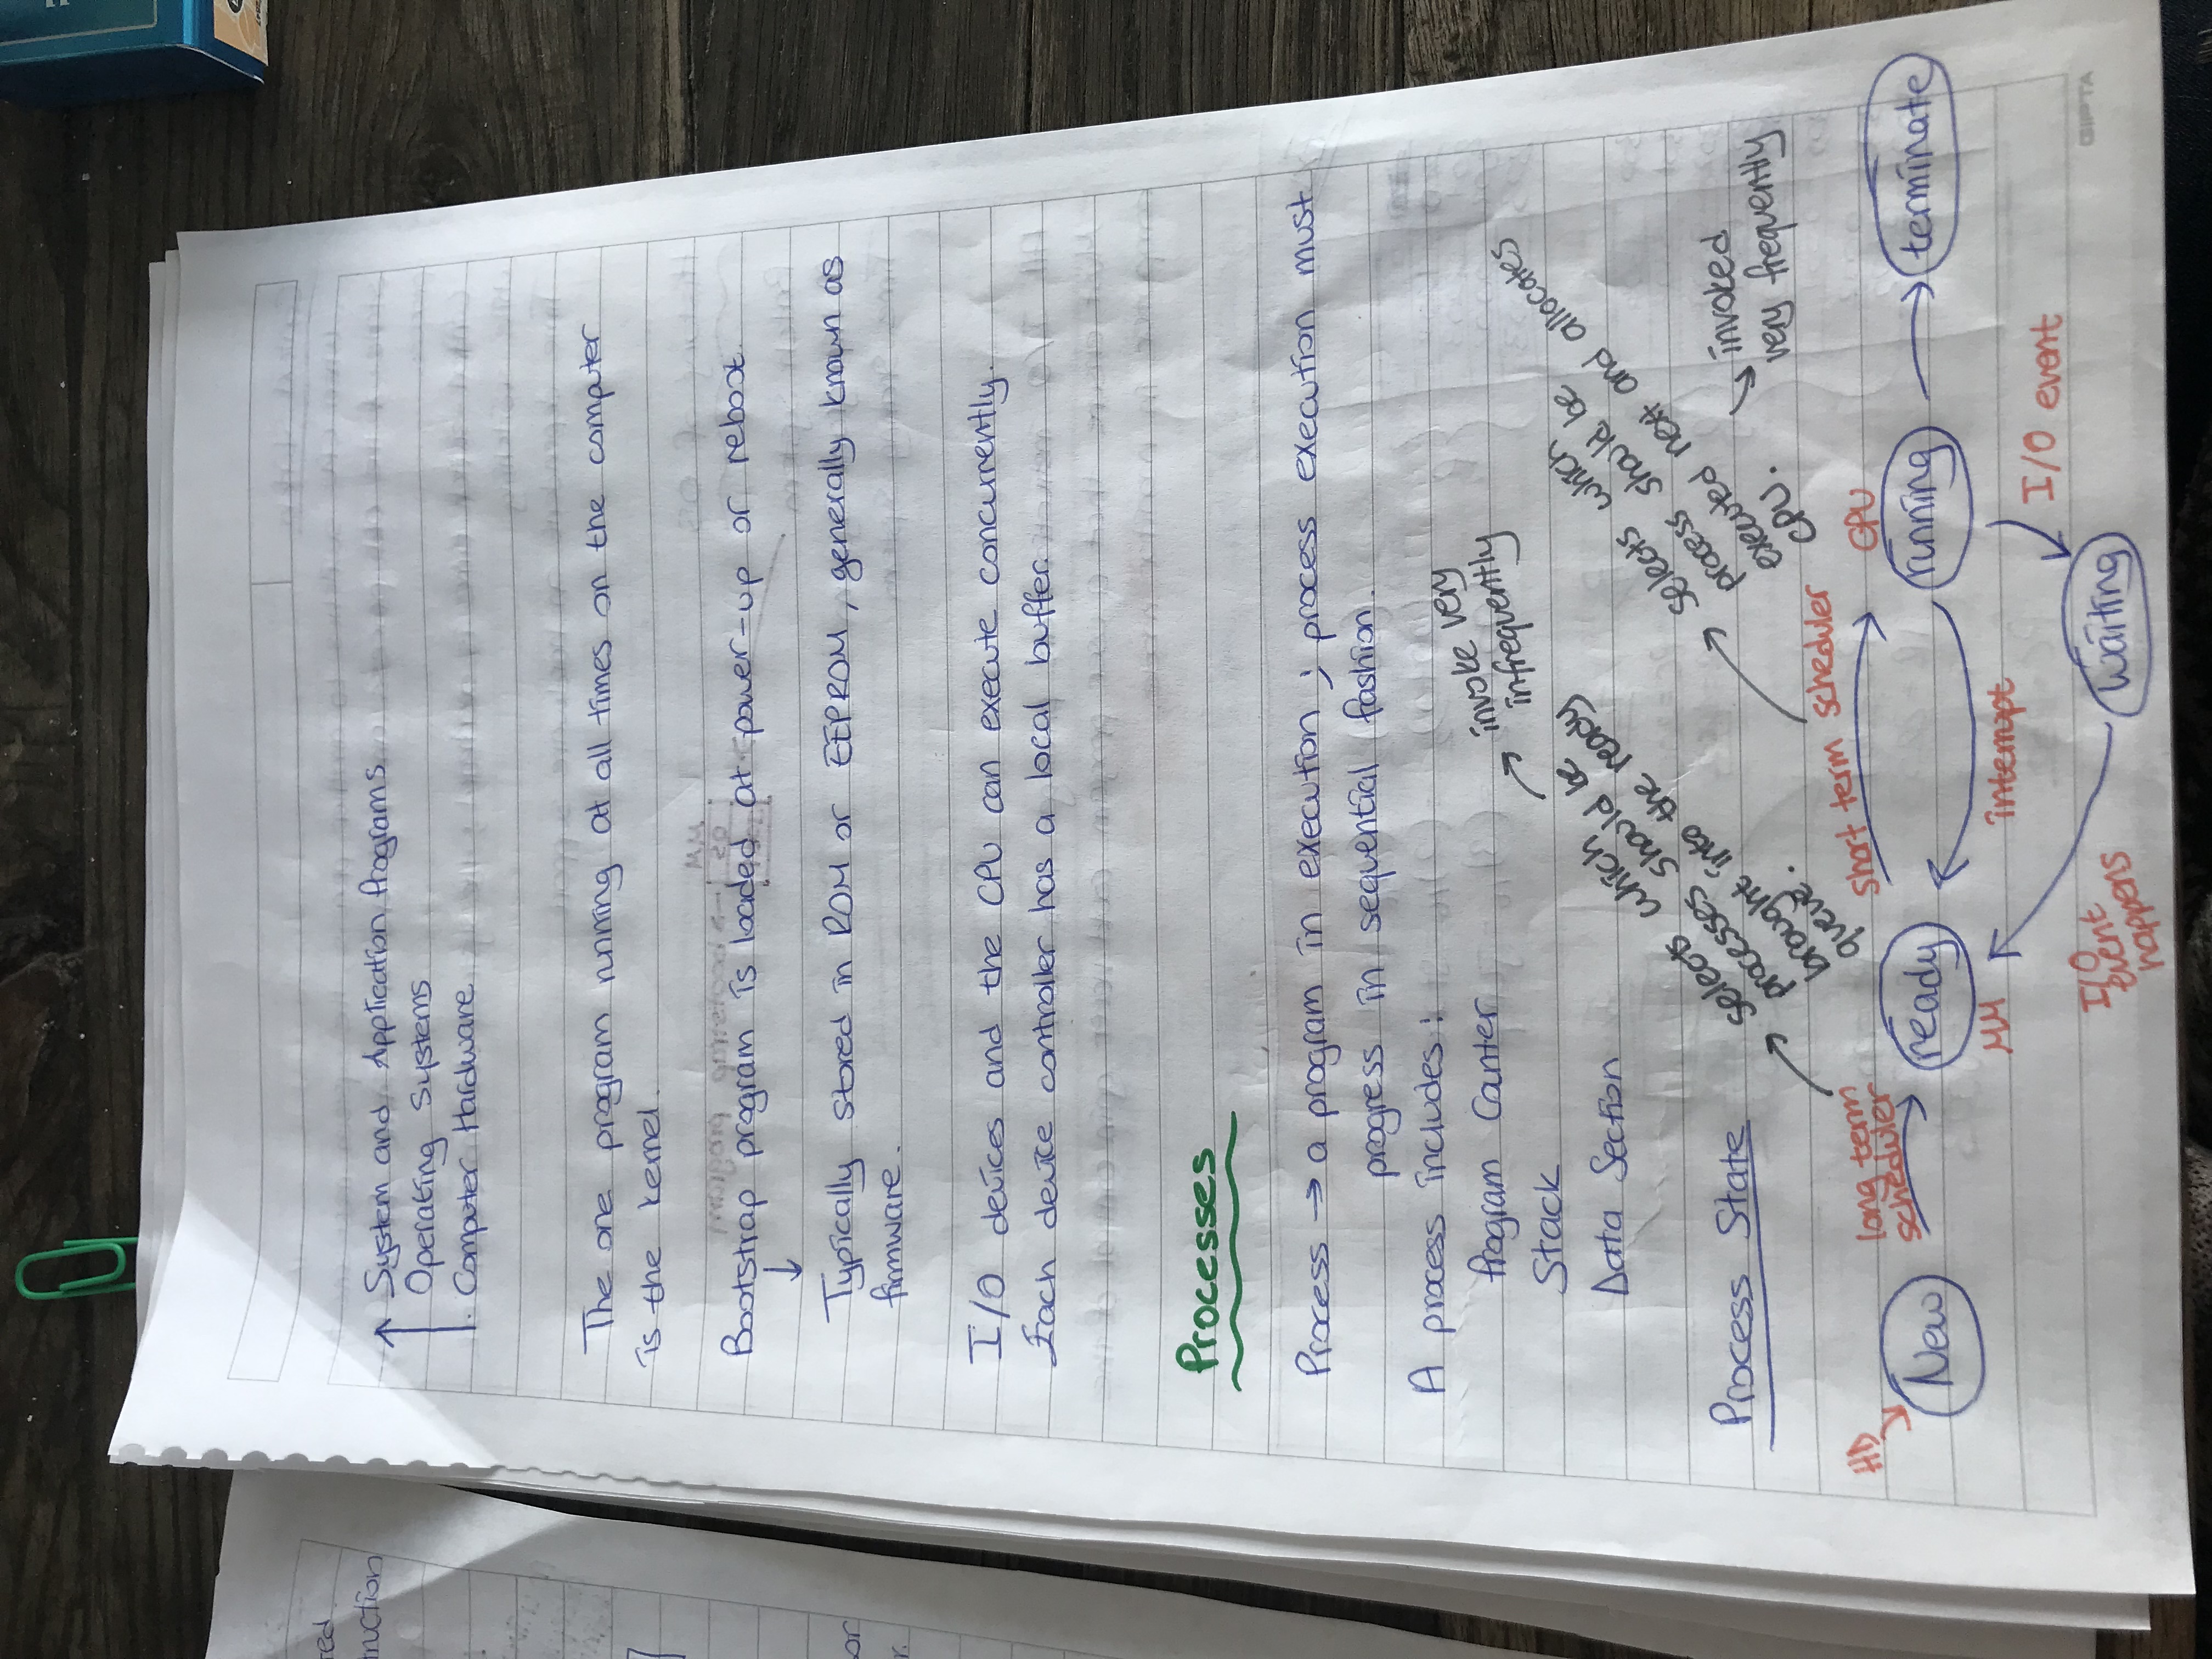 System and Application Programs
Operating Systems
Computer Hardware
The one program running at all times on the computer
is the kernel.
Bootstrap program is loaded at power-up or reboot.
↓
Typically stored in ROM or EEPROM, generally known as
firmware.
I/O devices and the CPU can execute concurrently.
Each device controller has a local buffer.
Processes
Process → a program in execution ; process execution must
progress in sequential fashion.
A process includes :
Program Counter
Stack
Data Section
invoke very
infrequently
selects which
processes should be
brought into the ready
queue.
selects which
process should be
executed next and allocates
CPU.
invoked
very frequently
Process State
HD
long term
scheduler
short term scheduler
CPU
New
ready
running
terminate
MM
interrupt
I/O event
I/O
event
happens
waiting
GIPTA
red
truction
or
r.